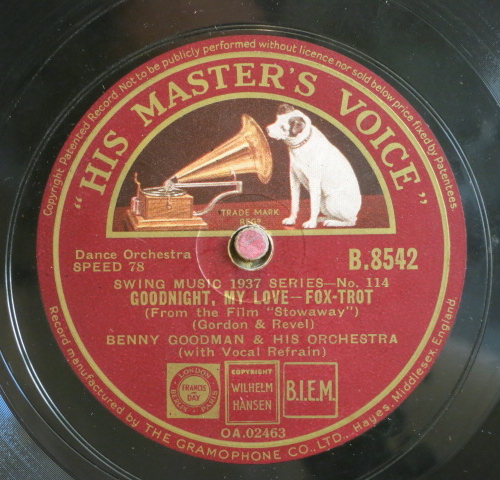 Copyright Patented Record. Not to be publicly performed without licence nor sold below price fixed by Patentees.
"HIS MASTER'S VOICE"
TRADE MARK
REGD
Dance Orchestra
SPEED 78
B.8542
SWING MUSIC 1937 SERIES—No. 114
GOODNIGHT, MY LOVE—FOX-TROT
(From the Film "Stowaway")
(Gordon & Revel)
BENNY GOODMAN & HIS ORCHESTRA
(with Vocal Refrain)
LONDON
FRANCIS
DAY
BERLIN PARIS
COPYRIGHT
WILHELM
HANSEN
B.I.E.M.
OA.02463
Record manufactured by THE GRAMOPHONE CO., LTD., Hayes, Middlesex, England.